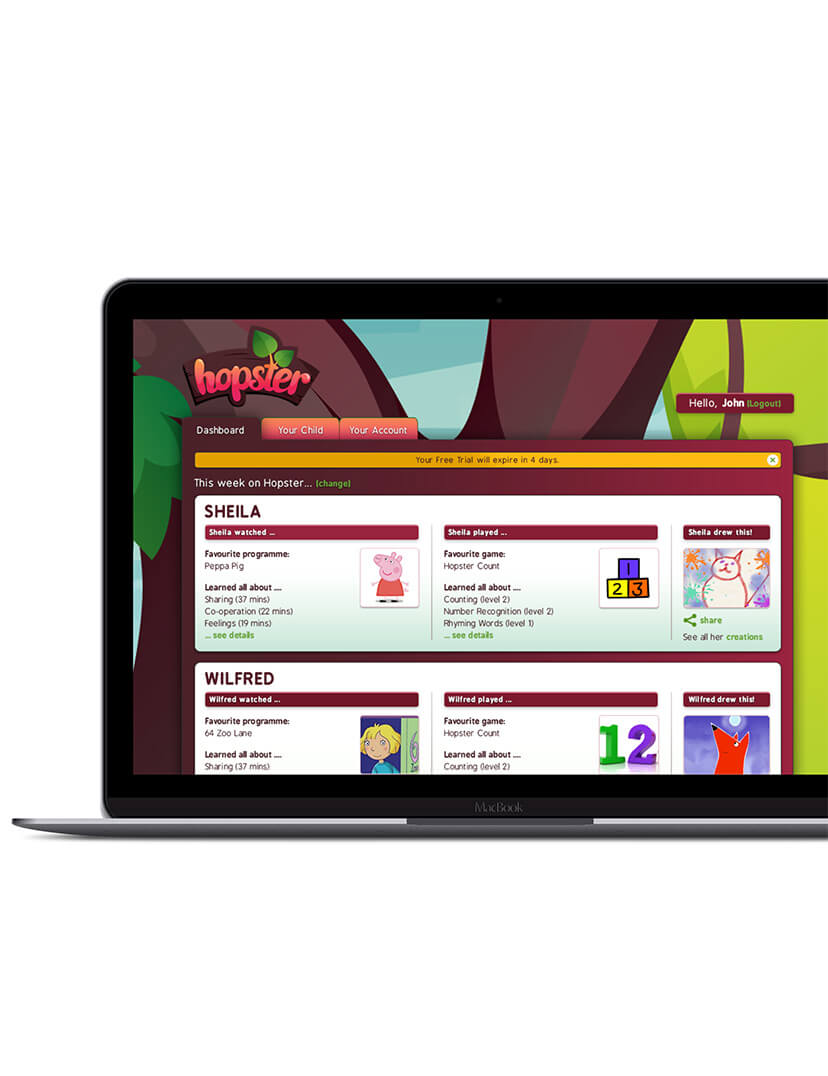 hopster
Hello, John (Logout)
Dashboard
Your Child
Your Account
Your Free Trial will expire in 4 days.
This week on Hopster... (change)
SHEILA
Sheila watched ...
Favourite programme:
Peppa Pig
Learned all about ....
Sharing (37 mins)
Co-operation (22 mins)
Feelings (19 mins)
... see details
Sheila played ...
Favourite game:
Hopster Count
1
2 3
Learned all about ....
Counting (level 2)
Number Recognition (level 2)
Rhyming Words (level 1)
... see details
Sheila drew this!
share
See all her creations
WILFRED
Wilfred watched ...
Favourite programme:
64 Zoo Lane
Learned all about ....
Sharing (37 mins)
Wilfred played ...
Favourite game:
Hopster Count
12
Learned all about ....
Counting (level 2)
Wilfred drew this!
MacBook